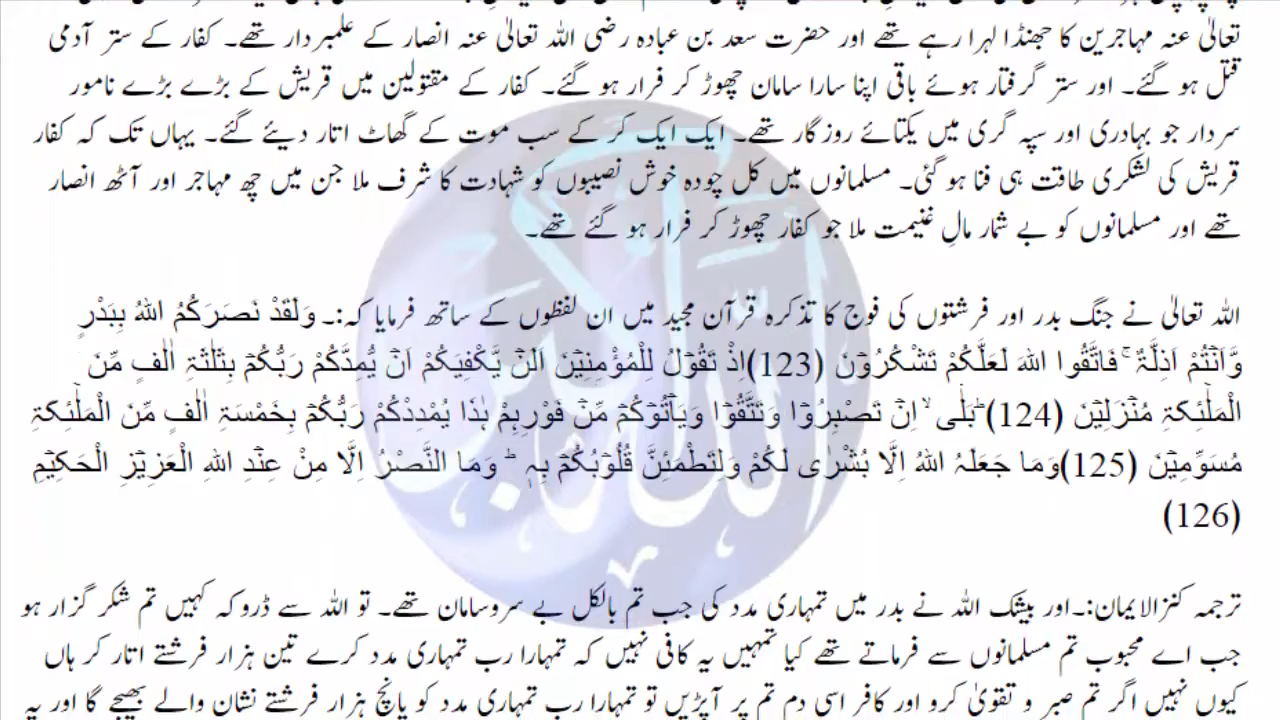 تعالیٰ عنہ مہاجرین کا جھنڈا لہرا رہے تھے اور حضرت سعد بن عبادہ رضی اللہ تعالیٰ عنہ انصار کے علمبردار تھے۔ کفار کے ستر آدمی
قتل ہو گئے۔ اور ستر گرفتار ہوئے باقی اپنا سارا سامان چھوڑ کر فرار ہو گئے۔ کفار کے مقتولین میں قریش کے بڑے بڑے نامور
سردار جو بہادری اور سپہ گری میں یکتائے روزگار تھے۔ ایک ایک کر کے سب موت کے گھاٹ اتار دیئے گئے۔ یہاں تک کہ کفار
قریش کی لشکری طاقت ہی فنا ہو گئی۔ مسلمانوں میں کل چودہ خوش نصیبوں کو شہادت کا شرف ملا جن میں چھ مہاجر اور آٹھ انصار
تھے اور مسلمانوں کو بے شمار مالِ غنیمت ملا جو کفار چھوڑ کر فرار ہو گئے تھے۔
اللہ تعالیٰ نے جنگ بدر اور فرشتوں کی فوج کا تذکرہ قرآن مجید میں ان لفظوں کے ساتھ فرمایا کہ:۔ وَلَقَدْ نَصَرَكُمُ اللهُ بِبَدْرٍ
وَّاَنْتُمْ اَذِلَّۃٌ ۚ فَاتَّقُوا اللهَ لَعَلَّكُمْ تَشْكُرُوْنَ (123)اِذْ تَقُوْلُ لِلْمُؤْمِنِیْنَ اَلَنْ یَّكْفِیَكُمْ اَنْ یُّمِدَّكُمْ رَبُّكُمْ بِثَلٰثَۃِ اٰلٰفٍ مِّنَ
الْمَلٰٓئِكَۃِ مُنْزَلِیْنَ (124)ؕبَلٰٓی ۙ اِنْ تَصْبِرُوْا وَتَتَّقُوْا وَیَاْتُوْكُمْ مِّنْ فَوْرِہِمْ ہٰذَا یُمْدِدْكُمْ رَبُّكُمْ بِخَمْسَۃِ اٰلٰفٍ مِّنَ الْمَلٰٓئِكَۃِ
مُسَوِّمِیْنَ (125)وَمَا جَعَلَہُ اللهُ اِلَّا بُشْرٰی لَكُمْ وَلِتَطْمَئِنَّ قُلُوْبُكُمْ بِہٖ ؕ وَمَا النَّصْرُ اِلَّا مِنْ عِنْدِ اللهِ الْعَزِیْزِ الْحَكِیْمِ
(126)
ترجمہ کنزالایمان:۔اور بیشک اللہ نے بدر میں تمہاری مدد کی جب تم بالکل بے سروسامان تھے۔ تو اللہ سے ڈرو کہ کہیں تم شکر گزار ہو
جب اے محبوب تم مسلمانوں سے فرماتے تھے کیا تمہیں یہ کافی نہیں کہ تمہارا رب تمہاری مدد کرے تین ہزار فرشتے اتار کر ہاں
کیوں نہیں اگر تم صبر و تقویٰ کرو اور کافر اسی دم تم پر آپڑیں تو تمہارا رب تمہاری مدد کو پانچ ہزار فرشتے نشان والے بھیجے گا اور یہ